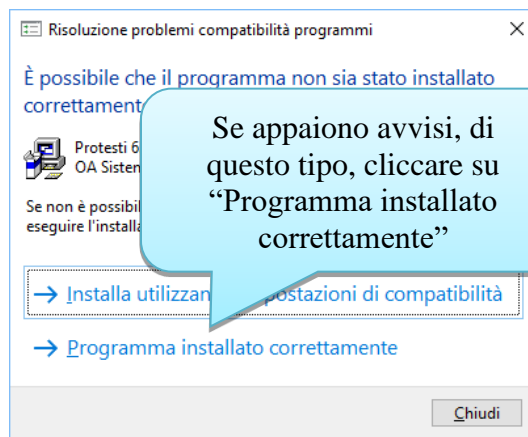 Risoluzione problemi compatibilità programmi
È possibile che il programma non sia stato installato
correttament
Protesti 6
OA Sisten
Se non è possibil
eseguire l'installa
Se appaiono avvisi, di
questo tipo, cliccare su
“Programma installato
correttamente”
Installa utilizzan postazioni di compatibilità
Programma installato correttamente
Chiudi